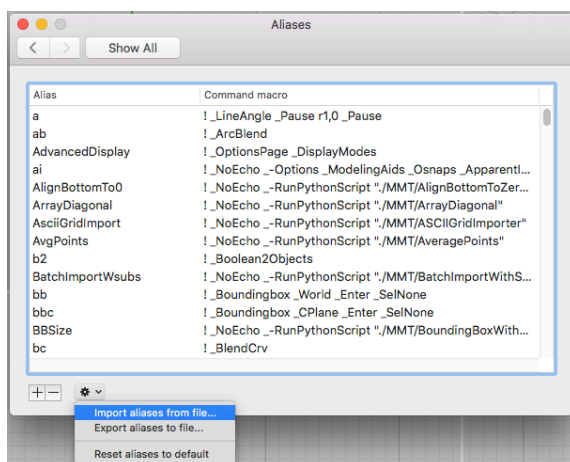 Aliases
Show All
Alias Command macro
a ! _LineAngle _Pause r1,0 _Pause
ab ! _ArcBlend
AdvancedDisplay ! _OptionsPage _DisplayModes
ai ! _NoEcho _-Options _ModelingAids _Osnaps _ApparentI...
AlignBottomTo0 ! _NoEcho _-RunPythonScript "./MMT/AlignBottomToZer...
ArrayDiagonal ! _NoEcho _-RunPythonScript "./MMT/ArrayDiagonal"
AsciiGridImport ! _NoEcho _-RunPythonScript "./MMT/ASCIIGridImporter"
AvgPoints ! _NoEcho _-RunPythonScript "./MMT/AveragePoints"
b2 ! _Boolean2Objects
BatchImportWsubs ! _NoEcho _-RunPythonScript "./MMT/BatchImportWithS...
bb ! _Boundingbox _World _Enter _SelNone
bbc ! _Boundingbox _CPlane _Enter _SelNone
BBSize ! _NoEcho _-RunPythonScript "./MMT/BoundingBoxWith...
bc ! _BlendCrv
Import aliases from file...
Export aliases to file...
Reset aliases to default